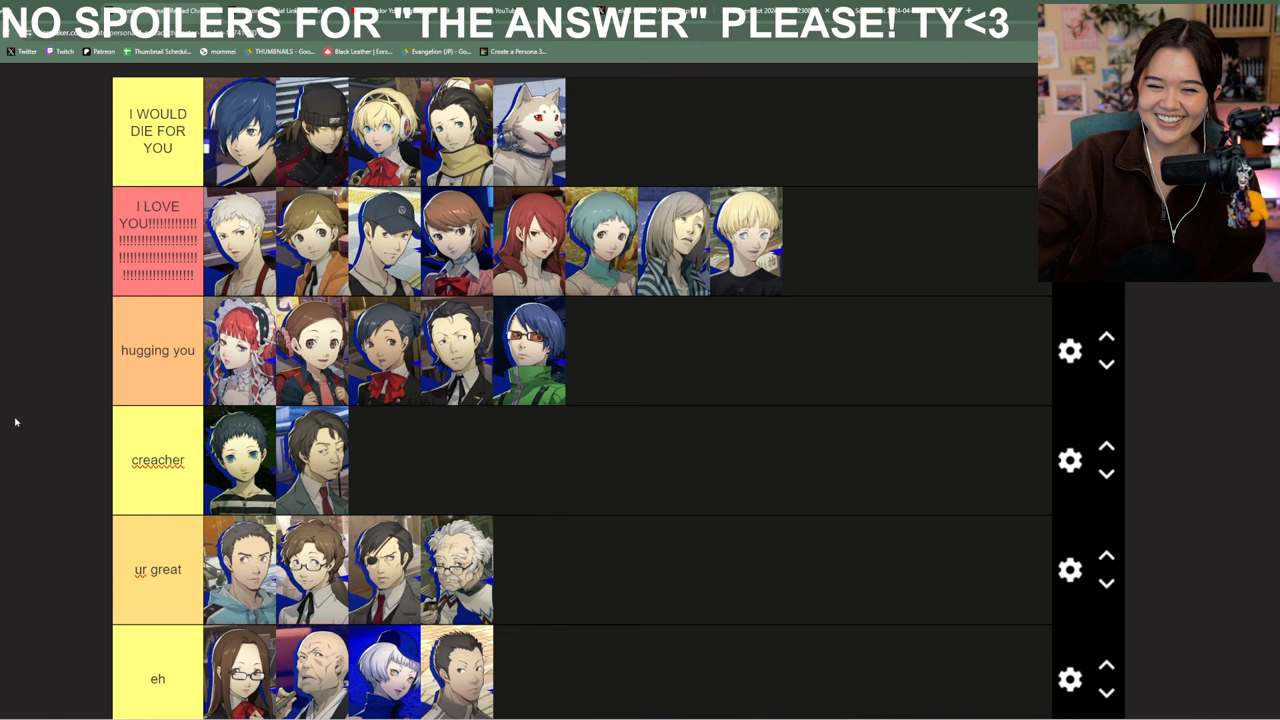 NO SPOILERS FOR "THE ANSWER" PLEASE! TY<3
Twitter Twitch Patreon Thumbnail Schedul... mommei THUMBNAILS - Goo... Black Leather | Eorz... Evangelion (JP) - Go... Create a Persona 3...
I WOULD
DIE FOR
YOU
I LOVE
YOU!!!!!!!!!!!!!
!!!!!!!!!!!!!!!!!!!!!
!!!!!!!!!!!!!!!!!!!!!
!!!!!!!!!!!!!!!!!!!
hugging you
creacher
ur great
eh